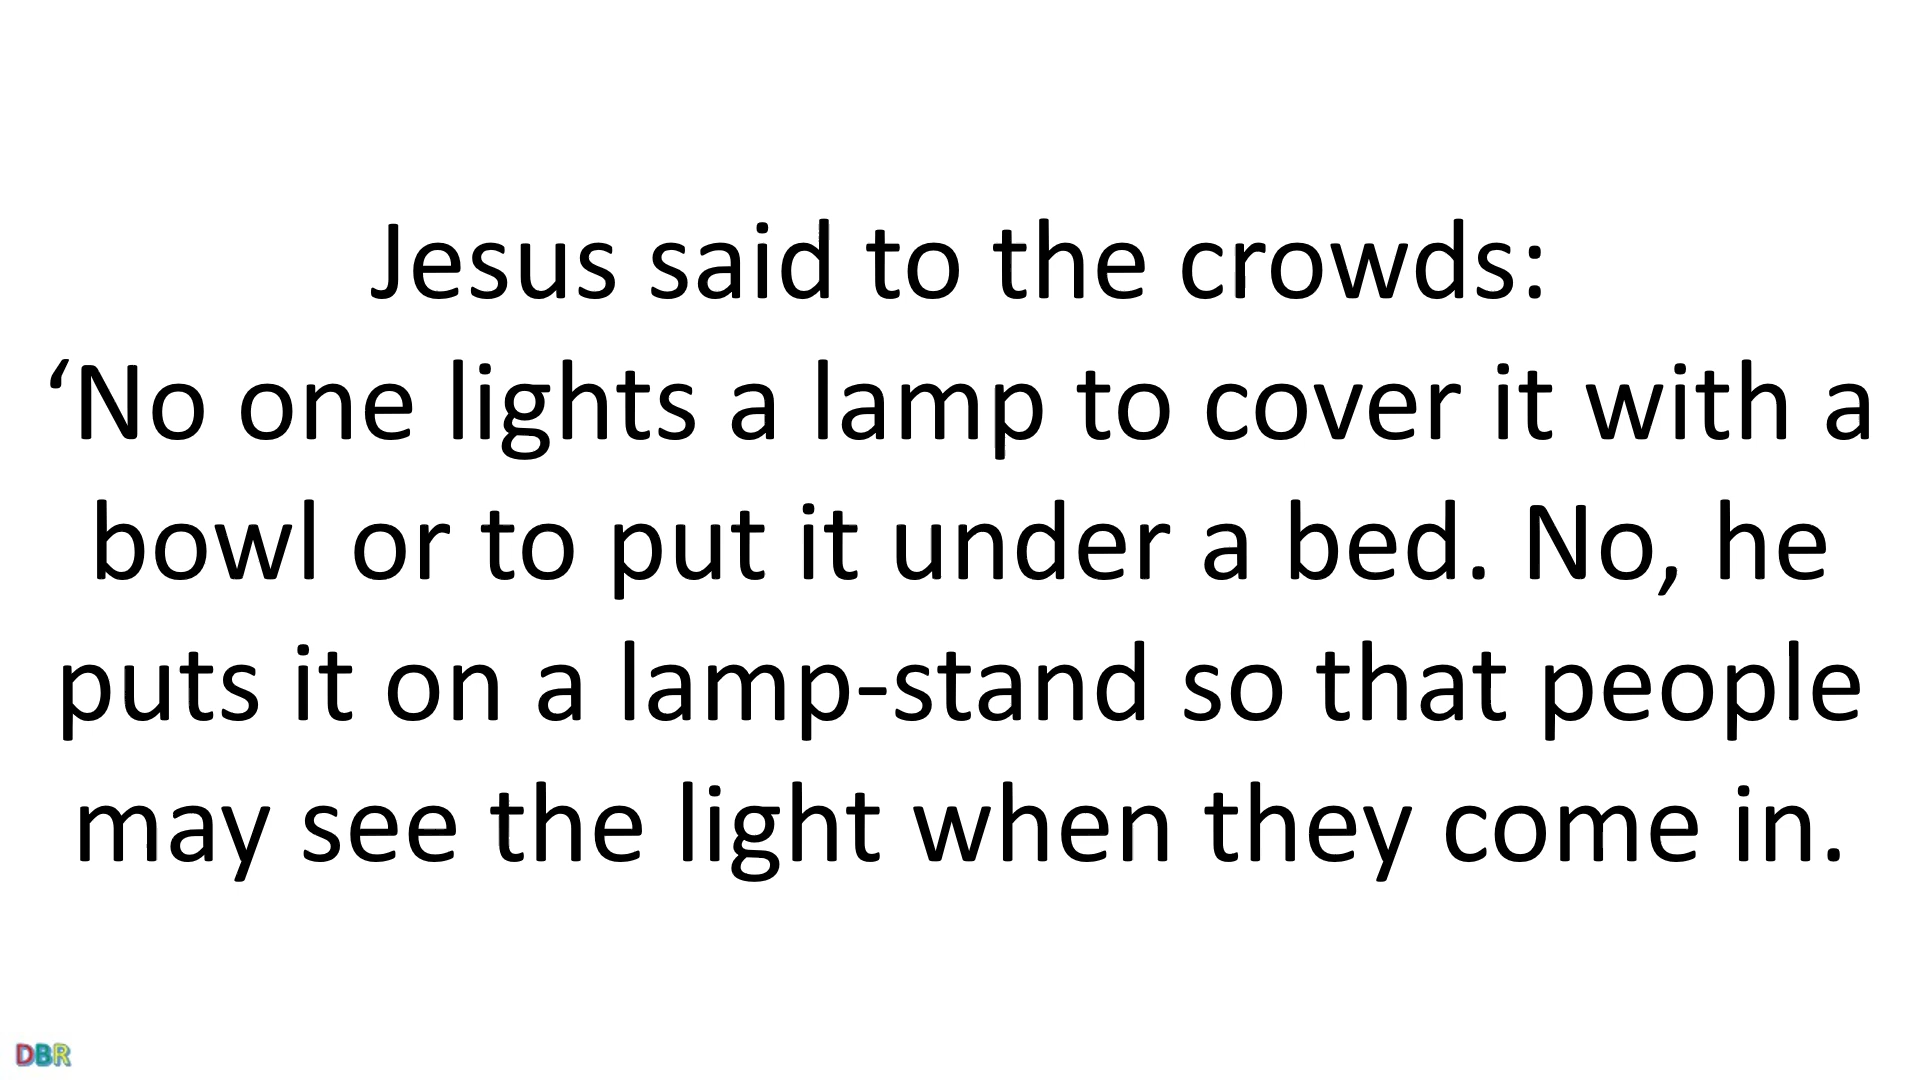 Jesus said to the crowds:
‘No one lights a lamp to cover it with a
bowl or to put it under a bed. No, he
puts it on a lamp-stand so that people
may see the light when they come in.
DBR